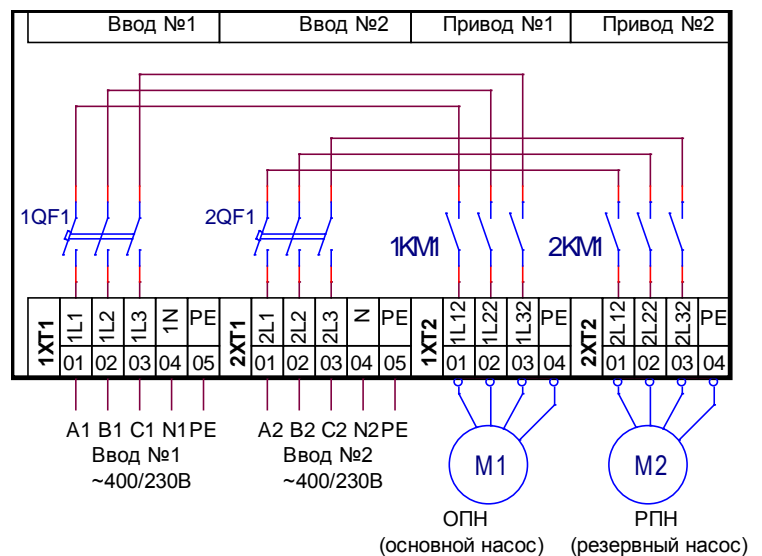 Ввод №1 Ввод №2 Привод №1 Привод №2
1QF1 2QF1 1KM1 2KM1
1XT1 1L1 1L2 1L3 1N PE 2XT1 2L1 2L2 2L3 N PE 1XT2 1L12 1L22 1L32 PE 2XT2 2L12 2L22 2L32 PE
01 02 03 04 05 01 02 03 04 05 01 02 03 04 01 02 03 04
A1 B1 C1 N1 PE A2 B2 C2 N2 PE
Ввод №1 Ввод №2
~400/230В ~400/230В
M1 M2
ОПН РПН
(основной насос) (резервный насос)